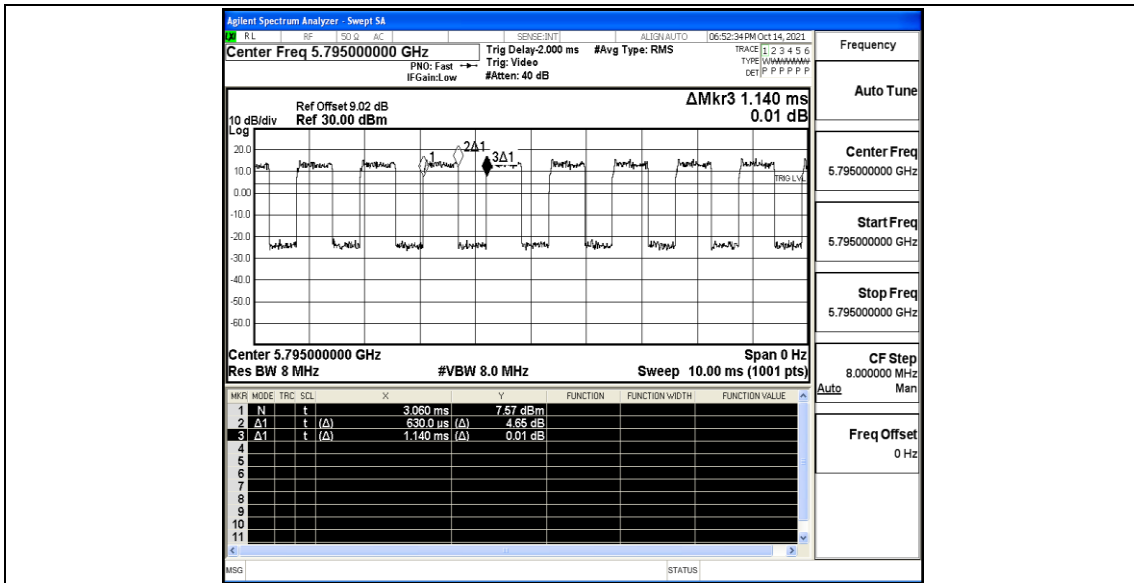 Agilent Spectrum Analyzer - Swept SA
RL RF 50 Ω AC SENSE:INT ALIGN AUTO 06:52:34 PM Oct 14, 2021
Center Freq 5.795000000 GHz
PNO: Fast
IFGain:Low
Trig Delay-2.000 ms
Trig: Video
#Atten: 40 dB
#Avg Type: RMS
TRACE 1 2 3 4 5 6
TYPE WWWWWW
DET P P P P P P
ΔMkr3 1.140 ms
0.01 dB
Ref Offset 9.02 dB
10 dB/div Ref 30.00 dBm
Log
20.0
10.0
0.00
-10.0
-20.0
-30.0
-40.0
-50.0
-60.0
1
2Δ1
3Δ1
TRIG LVL
Center 5.795000000 GHz Span 0 Hz
Res BW 8 MHz #VBW 8.0 MHz Sweep 10.00 ms (1001 pts)
MKR MODE TRC SCL X Y FUNCTION FUNCTION WIDTH FUNCTION VALUE
1 N t 3.060 ms 7.57 dBm
2 Δ1 t (Δ) 630.0 µs (Δ) 4.65 dB
3 Δ1 t (Δ) 1.140 ms (Δ) 0.01 dB
4
5
6
7
8
9
10
11
MSG STATUS
Frequency
Auto Tune
Center Freq
5.795000000 GHz
Start Freq
5.795000000 GHz
Stop Freq
5.795000000 GHz
CF Step
8.000000 MHz
Auto Man
Freq Offset
0 Hz